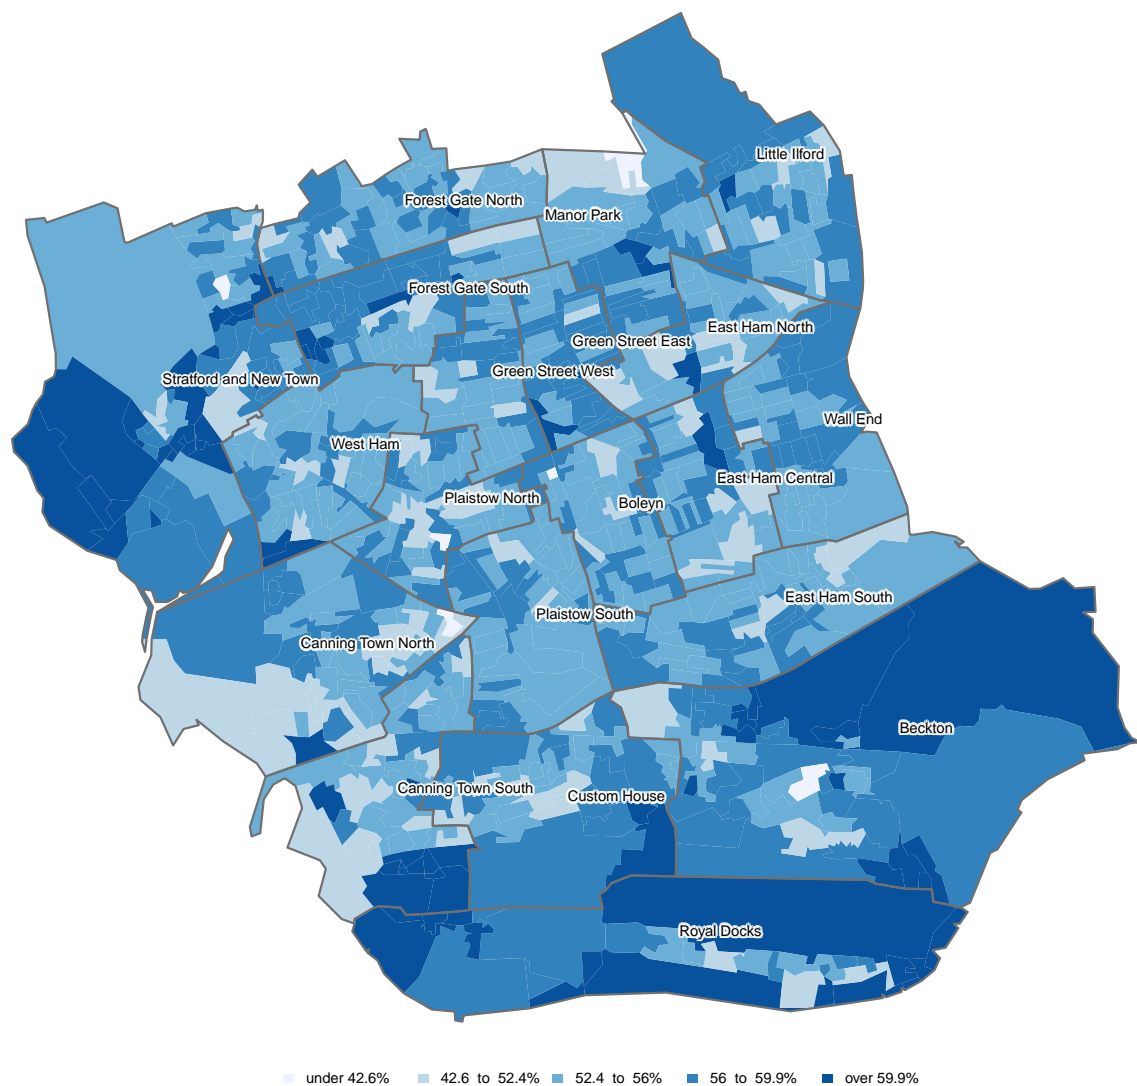 Little Ilford
Forest Gate North
Manor Park
Forest Gate South
East Ham North
Green Street East
Green Street West
Stratford and New Town
Wall End
West Ham
East Ham Central
Plaistow North
Boleyn
East Ham South
Plaistow South
Canning Town North
Beckton
Canning Town South
Custom House
Royal Docks
under 42.6% 42.6 to 52.4% 52.4 to 56% 56 to 59.9% over 59.9%